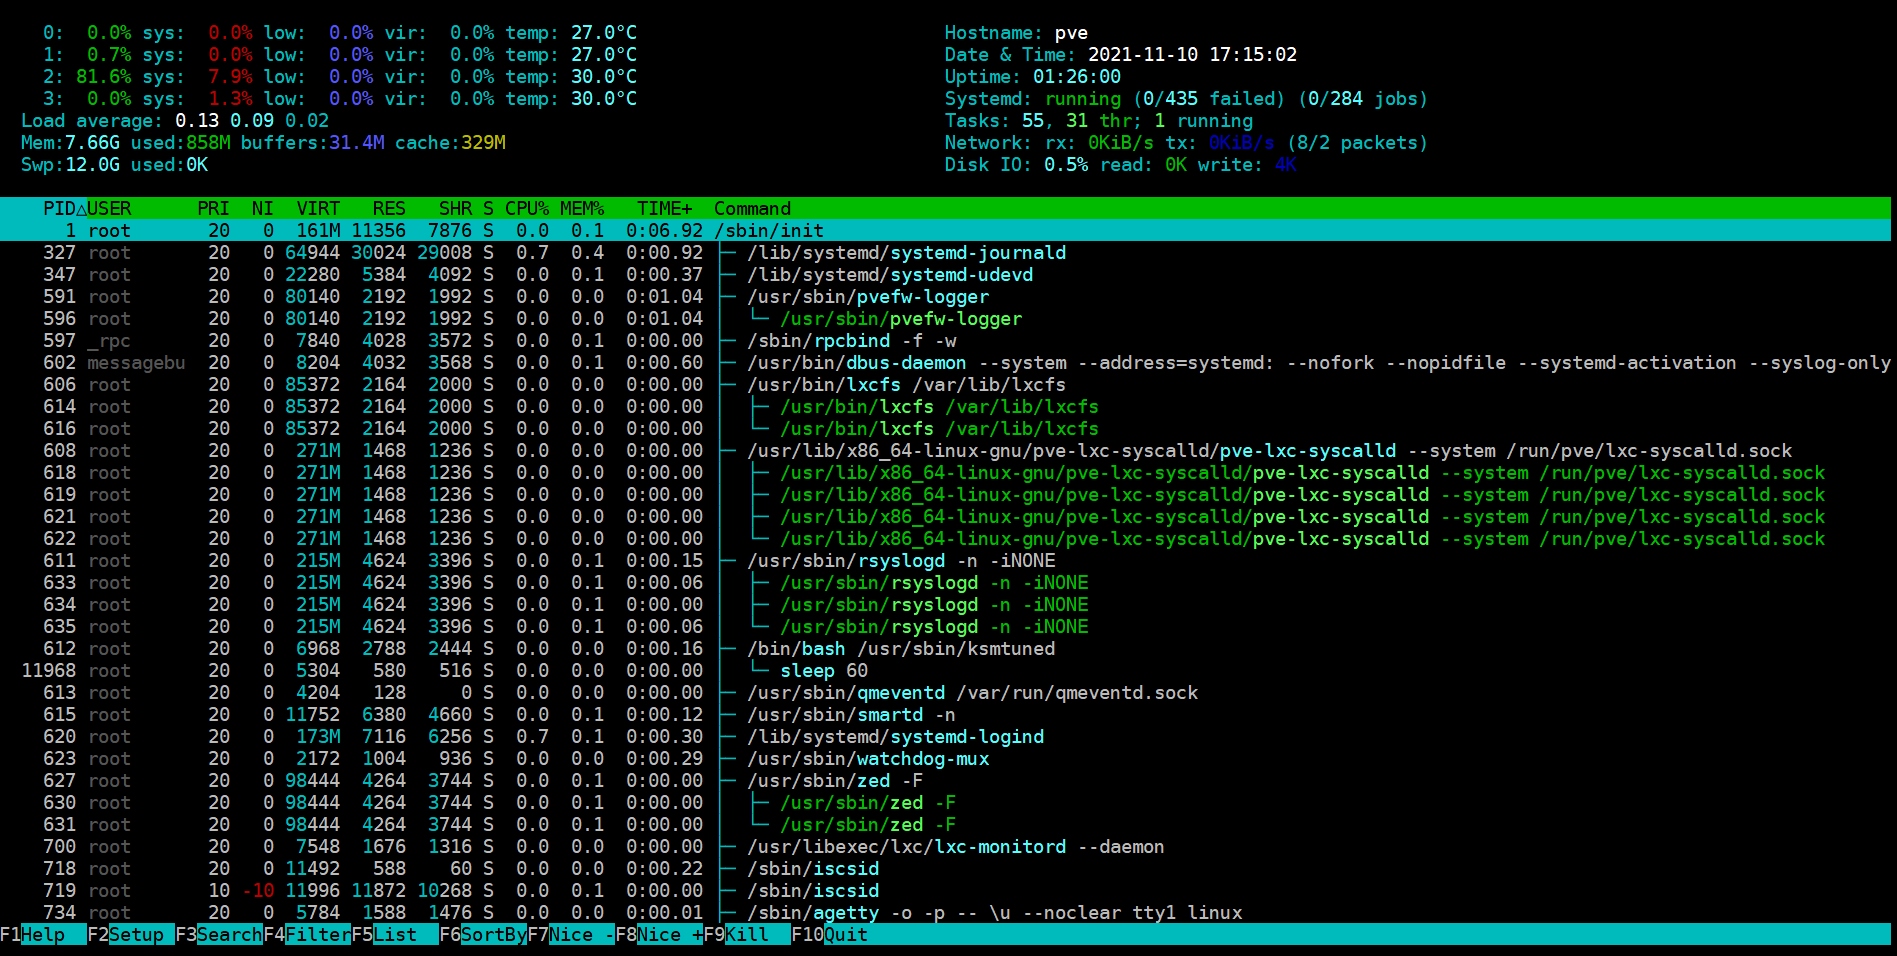 0: 0.0% sys: 0.0% low: 0.0% vir: 0.0% temp: 27.0°C Hostname: pve
1: 0.7% sys: 0.0% low: 0.0% vir: 0.0% temp: 27.0°C Date & Time: 2021-11-10 17:15:02
2: 81.6% sys: 7.9% low: 0.0% vir: 0.0% temp: 30.0°C Uptime: 01:26:00
3: 0.0% sys: 1.3% low: 0.0% vir: 0.0% temp: 30.0°C Systemd: running (0/435 failed) (0/284 jobs)
Load average: 0.13 0.09 0.02 Tasks: 55, 31 thr; 1 running
Mem:7.66G used:858M buffers:31.4M cache:329M Network: rx: 0KiB/s tx: 0KiB/s (8/2 packets)
Swp:12.0G used:0K Disk IO: 0.5% read: 0K write: 4K
PID△USER PRI NI VIRT RES SHR S CPU% MEM% TIME+ Command
1 root 20 0 161M 11356 7876 S 0.0 0.1 0:06.92 /sbin/init
327 root 20 0 64944 30024 29008 S 0.7 0.4 0:00.92 ├─ /lib/systemd/systemd-journald
347 root 20 0 22280 5384 4092 S 0.0 0.1 0:00.37 ├─ /lib/systemd/systemd-udevd
591 root 20 0 80140 2192 1992 S 0.0 0.0 0:01.04 ├─ /usr/sbin/pvefw-logger
596 root 20 0 80140 2192 1992 S 0.0 0.0 0:01.04 │  └─ /usr/sbin/pvefw-logger
597 _rpc 20 0 7840 4028 3572 S 0.0 0.1 0:00.00 ├─ /sbin/rpcbind -f -w
602 messagebu 20 0 8204 4032 3568 S 0.0 0.1 0:00.60 ├─ /usr/bin/dbus-daemon --system --address=systemd: --nofork --nopidfile --systemd-activation --syslog-only
606 root 20 0 85372 2164 2000 S 0.0 0.0 0:00.00 ├─ /usr/bin/lxcfs /var/lib/lxcfs
614 root 20 0 85372 2164 2000 S 0.0 0.0 0:00.00 │  ├─ /usr/bin/lxcfs /var/lib/lxcfs
616 root 20 0 85372 2164 2000 S 0.0 0.0 0:00.00 │  └─ /usr/bin/lxcfs /var/lib/lxcfs
608 root 20 0 271M 1468 1236 S 0.0 0.0 0:00.00 ├─ /usr/lib/x86_64-linux-gnu/pve-lxc-syscalld/pve-lxc-syscalld --system /run/pve/lxc-syscalld.sock
618 root 20 0 271M 1468 1236 S 0.0 0.0 0:00.00 │  ├─ /usr/lib/x86_64-linux-gnu/pve-lxc-syscalld/pve-lxc-syscalld --system /run/pve/lxc-syscalld.sock
619 root 20 0 271M 1468 1236 S 0.0 0.0 0:00.00 │  ├─ /usr/lib/x86_64-linux-gnu/pve-lxc-syscalld/pve-lxc-syscalld --system /run/pve/lxc-syscalld.sock
621 root 20 0 271M 1468 1236 S 0.0 0.0 0:00.00 │  ├─ /usr/lib/x86_64-linux-gnu/pve-lxc-syscalld/pve-lxc-syscalld --system /run/pve/lxc-syscalld.sock
622 root 20 0 271M 1468 1236 S 0.0 0.0 0:00.00 │  └─ /usr/lib/x86_64-linux-gnu/pve-lxc-syscalld/pve-lxc-syscalld --system /run/pve/lxc-syscalld.sock
611 root 20 0 215M 4624 3396 S 0.0 0.1 0:00.15 ├─ /usr/sbin/rsyslogd -n -iNONE
633 root 20 0 215M 4624 3396 S 0.0 0.1 0:00.06 │  ├─ /usr/sbin/rsyslogd -n -iNONE
634 root 20 0 215M 4624 3396 S 0.0 0.1 0:00.00 │  ├─ /usr/sbin/rsyslogd -n -iNONE
635 root 20 0 215M 4624 3396 S 0.0 0.1 0:00.06 │  └─ /usr/sbin/rsyslogd -n -iNONE
612 root 20 0 6968 2788 2444 S 0.0 0.0 0:00.16 ├─ /bin/bash /usr/sbin/ksmtuned
11968 root 20 0 5304 580 516 S 0.0 0.0 0:00.00 │  └─ sleep 60
613 root 20 0 4204 128 0 S 0.0 0.0 0:00.00 ├─ /usr/sbin/qmeventd /var/run/qmeventd.sock
615 root 20 0 11752 6380 4660 S 0.0 0.1 0:00.12 ├─ /usr/sbin/smartd -n
620 root 20 0 173M 7116 6256 S 0.7 0.1 0:00.30 ├─ /lib/systemd/systemd-logind
623 root 20 0 2172 1004 936 S 0.0 0.0 0:00.29 ├─ /usr/sbin/watchdog-mux
627 root 20 0 98444 4264 3744 S 0.0 0.1 0:00.00 ├─ /usr/sbin/zed -F
630 root 20 0 98444 4264 3744 S 0.0 0.1 0:00.00 │  ├─ /usr/sbin/zed -F
631 root 20 0 98444 4264 3744 S 0.0 0.1 0:00.00 │  └─ /usr/sbin/zed -F
700 root 20 0 7548 1676 1316 S 0.0 0.0 0:00.00 ├─ /usr/libexec/lxc/lxc-monitord --daemon
718 root 20 0 11492 588 60 S 0.0 0.0 0:00.22 ├─ /sbin/iscsid
719 root 10 -10 11996 11872 10268 S 0.0 0.1 0:00.00 ├─ /sbin/iscsid
734 root 20 0 5784 1588 1476 S 0.0 0.0 0:00.01 ├─ /sbin/agetty -o -p -- \u --noclear tty1 linux
F1Help F2Setup F3SearchF4FilterF5List F6SortByF7Nice -F8Nice +F9Kill F10Quit